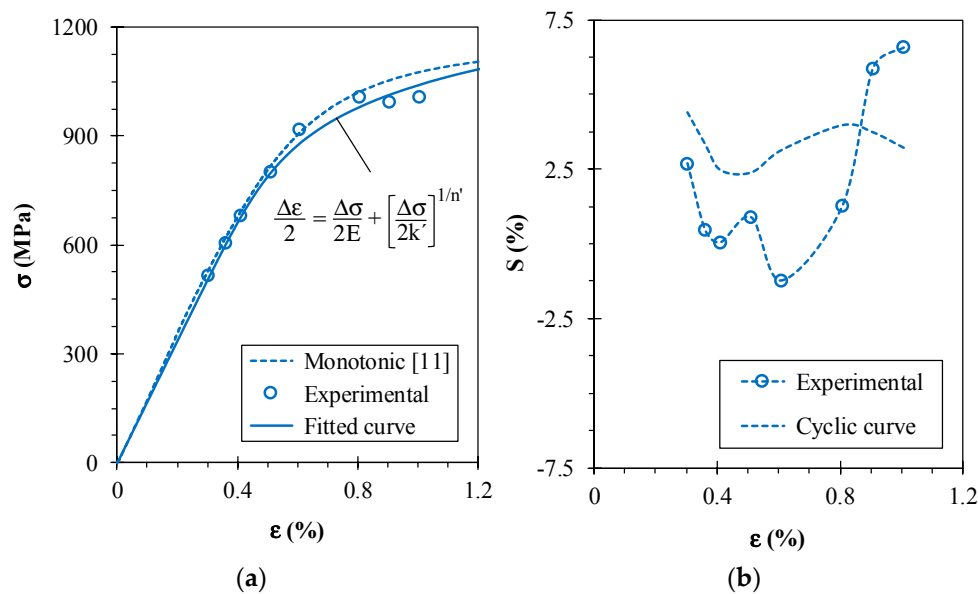 1200
900
600
300
0
σ (MPa)
Δε/2 = Δσ/2E + [Δσ/2k´]^1/n'
Monotonic [11]
Experimental
Fitted curve
0 0.4 0.8 1.2
ε (%)
(a)
7.5
2.5
-2.5
-7.5
S (%)
Experimental
Cyclic curve
0 0.4 0.8 1.2
ε (%)
(b)